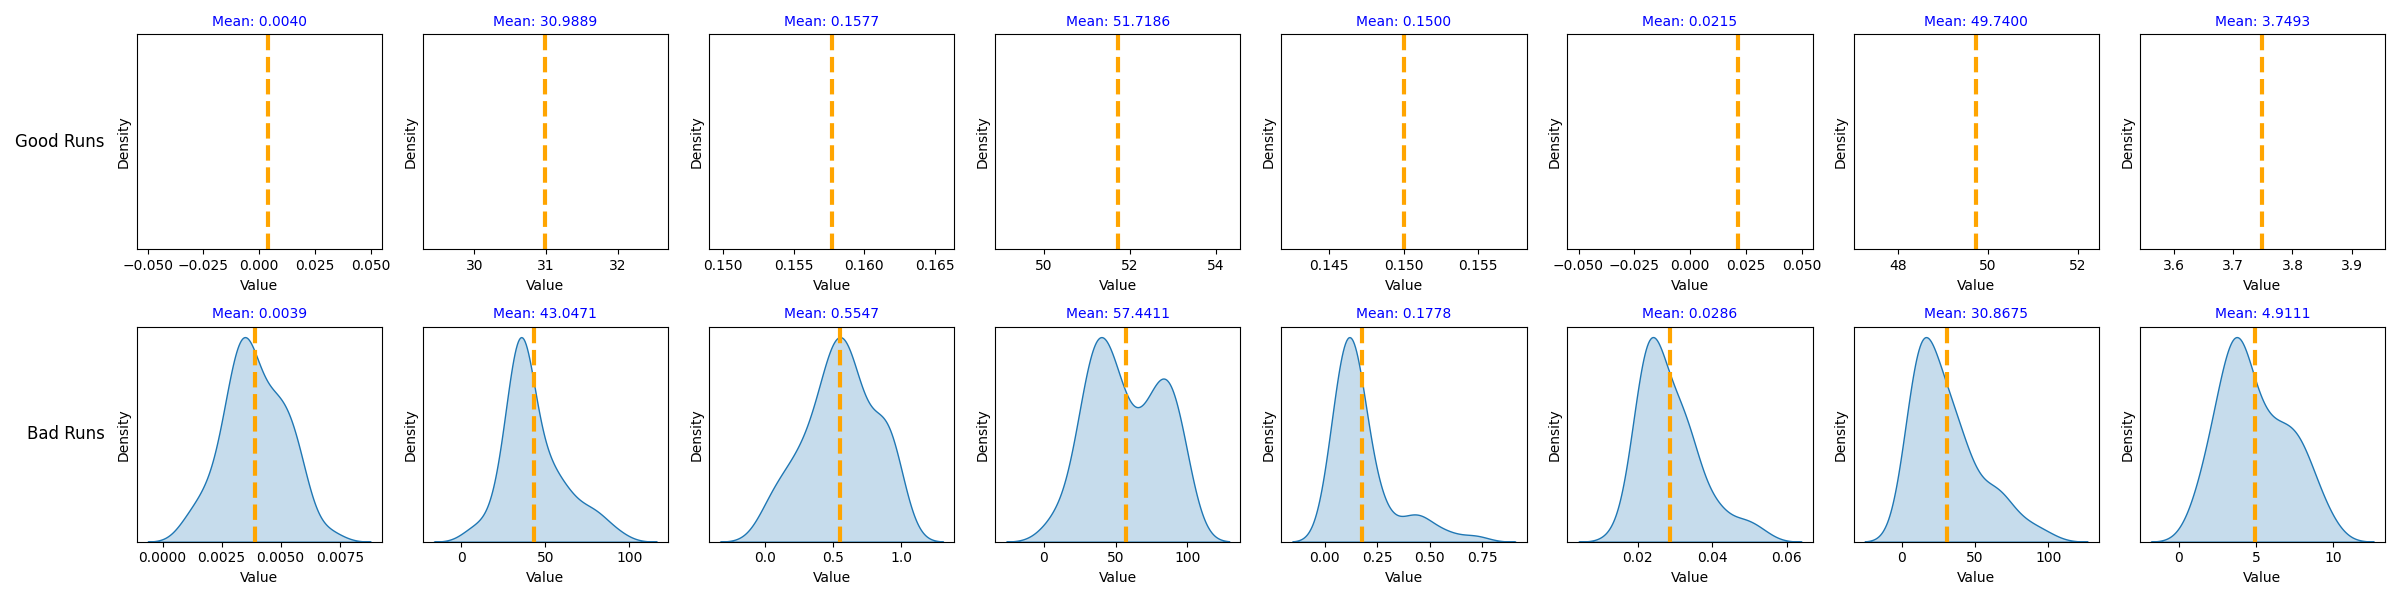 Mean: 0.0040 Mean: 30.9889 Mean: 0.1577 Mean: 51.7186 Mean: 0.1500 Mean: 0.0215 Mean: 49.7400 Mean: 3.7493
Good Runs
Density Density Density Density Density Density Density Density
−0.050 −0.025 0.000 0.025 0.050 30 31 32 0.150 0.155 0.160 0.165 50 52 54 0.145 0.150 0.155 −0.050 −0.025 0.000 0.025 0.050 48 50 52 3.6 3.7 3.8 3.9
Value Value Value Value Value Value Value Value
Mean: 0.0039 Mean: 43.0471 Mean: 0.5547 Mean: 57.4411 Mean: 0.1778 Mean: 0.0286 Mean: 30.8675 Mean: 4.9111
Bad Runs
Density Density Density Density Density Density Density Density
0.0000 0.0025 0.0050 0.0075 0 50 100 0.0 0.5 1.0 0 50 100 0.00 0.25 0.50 0.75 0.02 0.04 0.06 0 50 100 0 5 10
Value Value Value Value Value Value Value Value